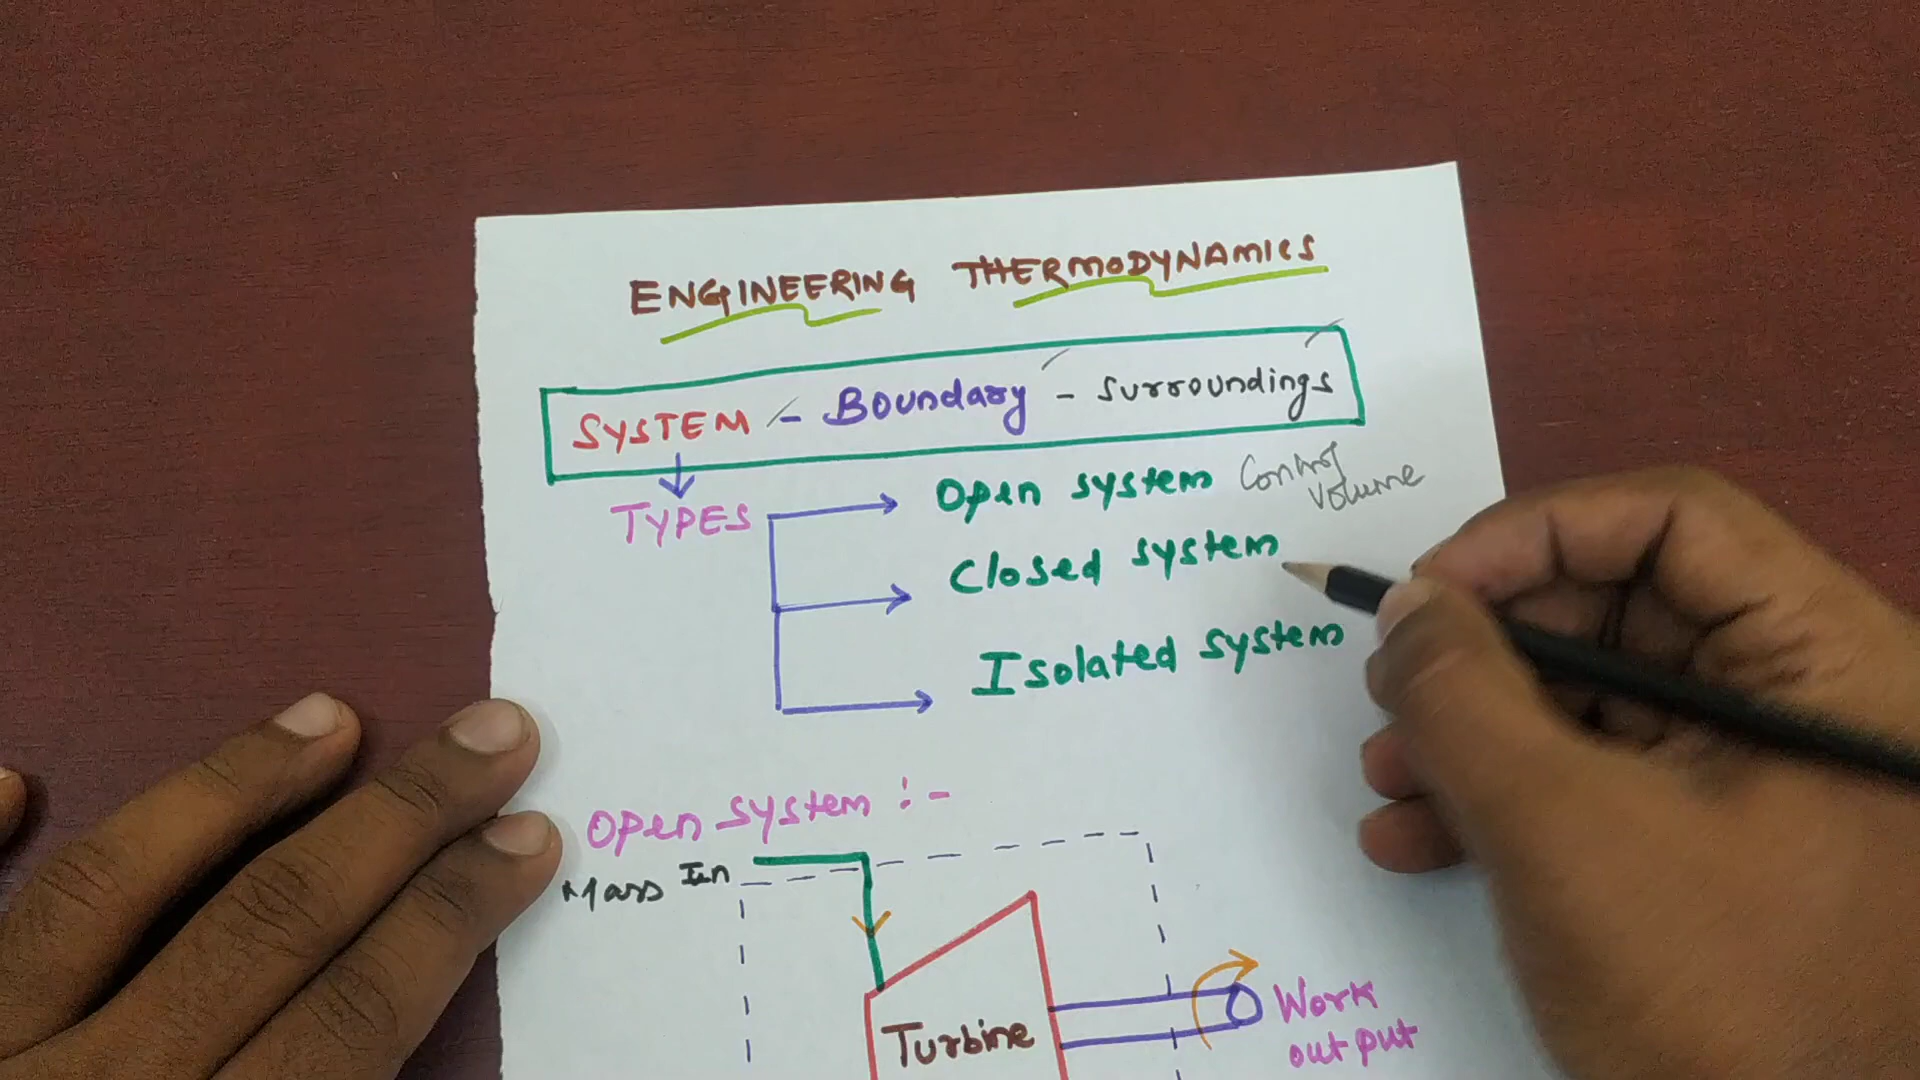 ENGINEERING THERMODYNAMICS
SYSTEM - Boundary - Surroundings
TYPES
Open system Control
Volume
Closed system
Isolated system
Open system :-
Mass In
Turbine
Work
output